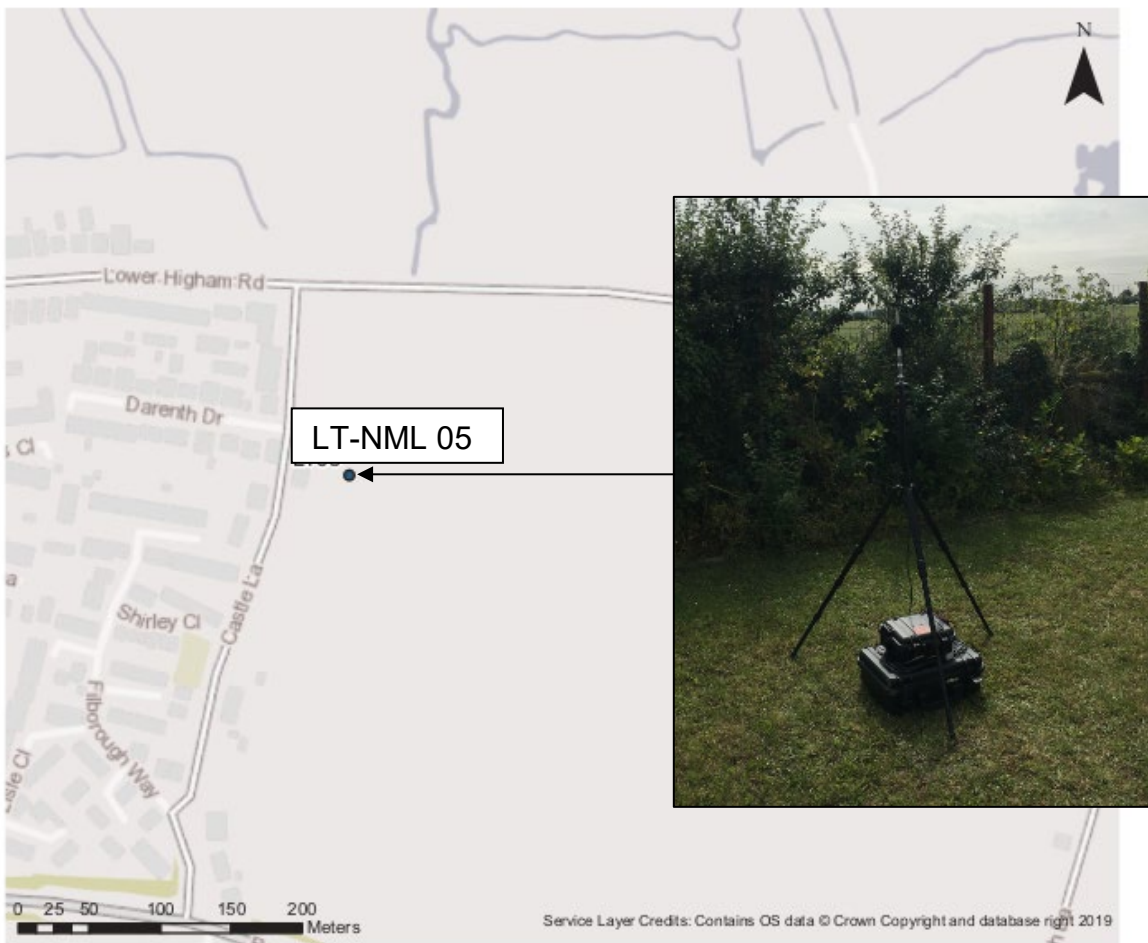 N
Lower Higham Rd
Darenth Dr
LT-NML 05
Cl
Castle La
Shirley Cl
Filborough Way
0 25 50 100 150 200
Meters
Service Layer Credits: Contains OS data © Crown Copyright and database right 2019